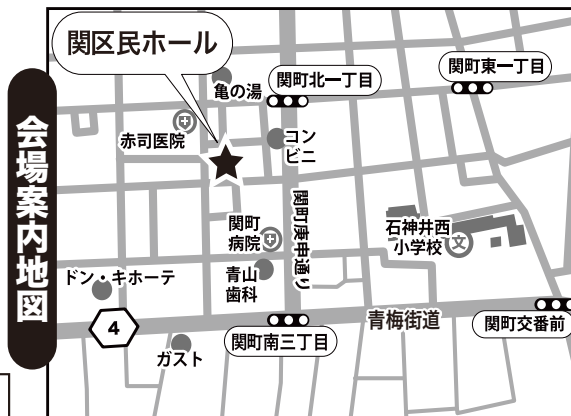 会場案内地図
関区民ホール
亀の湯
関町北一丁目
関町東一丁目
赤司医院
コン
ビニ
関町庚申通り
関町
病院
石神井西
小学校
文
ドン・キホーテ
青山
歯科
4
青梅街道
関町交番前
関町南三丁目
ガスト